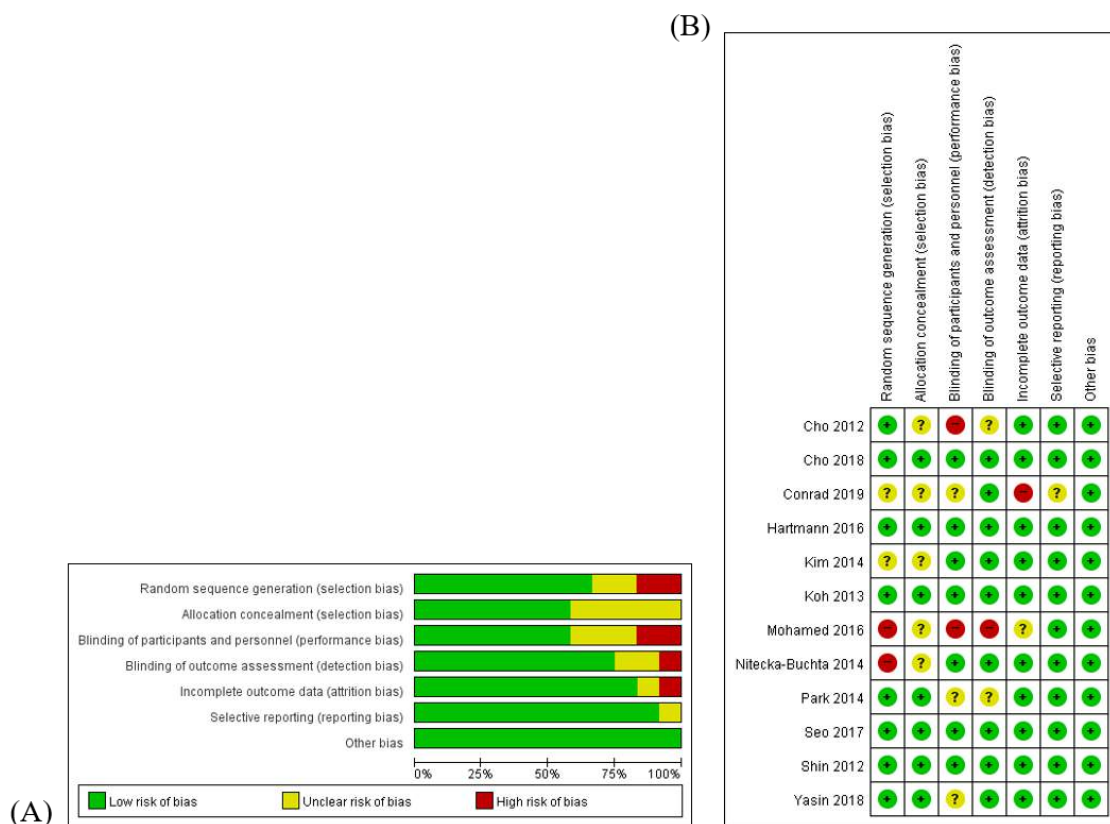 (A)
Random sequence generation (selection bias)
Allocation concealment (selection bias)
Blinding of participants and personnel (performance bias)
Blinding of outcome assessment (detection bias)
Incomplete outcome data (attrition bias)
Selective reporting (reporting bias)
Other bias
0% 25% 50% 75% 100%
Low risk of bias Unclear risk of bias High risk of bias
(B)
Random sequence generation (selection bias)
Allocation concealment (selection bias)
Blinding of participants and personnel (performance bias)
Blinding of outcome assessment (detection bias)
Incomplete outcome data (attrition bias)
Selective reporting (reporting bias)
Other bias
Cho 2012 + ? - ? + + +
Cho 2018 + + + + + + +
Conrad 2019 ? ? ? + - ? +
Hartmann 2016 + + + + + + +
Kim 2014 ? ? + + + + +
Koh 2013 + + + + + + +
Mohamed 2016 - ? - - ? + +
Nitecka-Buchta 2014 - ? + + + + +
Park 2014 + + ? ? + + +
Seo 2017 + + + + + + +
Shin 2012 + + + + + + +
Yasin 2018 + + ? + + + +